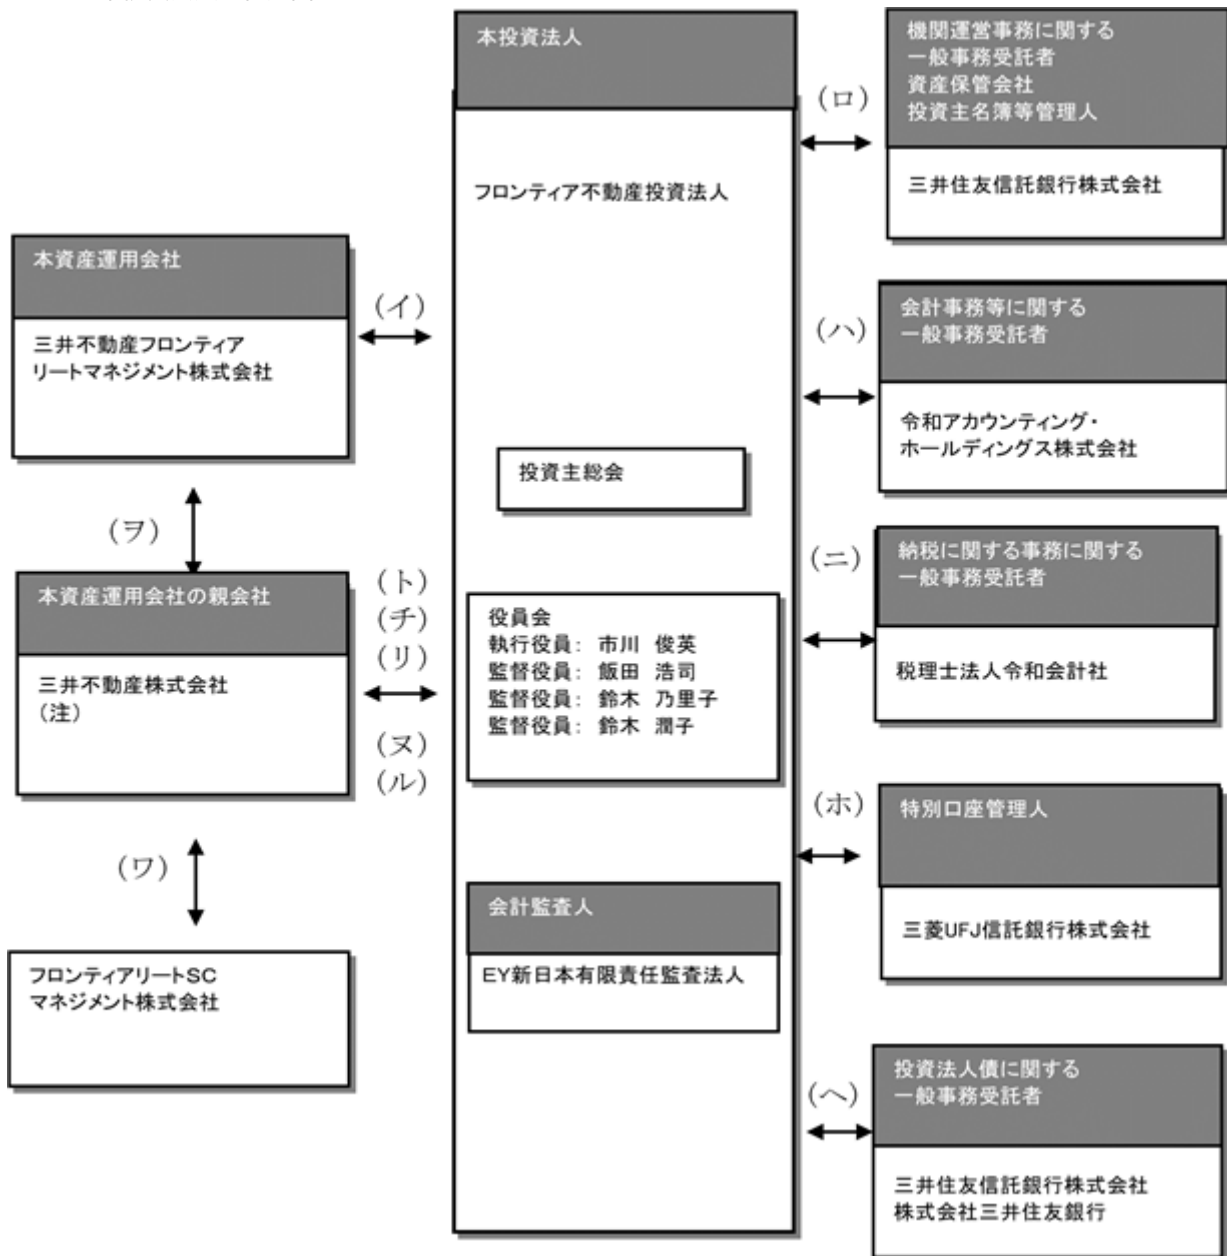 本投資法人
フロンティア不動産投資法人
機関運営事務に関する
一般事務受託者
資産保管会社
投資主名簿等管理人
三井住友信託銀行株式会社
(ロ)
本資産運用会社
三井不動産フロンティア
リートマネジメント株式会社
(イ)
(ハ)
会計事務等に関する
一般事務受託者
令和アカウンティング・
ホールディングス株式会社
投資主総会
(ヲ)
本資産運用会社の親会社
三井不動産株式会社
(注)
(ト)
(チ)
(リ)
(ヌ)
(ル)
役員会
執行役員: 市川 俊英
監督役員: 飯田 浩司
監督役員: 鈴木 乃里子
監督役員: 鈴木 潤子
(ニ)
納税に関する事務に関する
一般事務受託者
税理士法人令和会計社
(ホ)
特別口座管理人
三菱UFJ信託銀行株式会社
(ワ)
フロンティアリートSC
マネジメント株式会社
会計監査人
EY新日本有限責任監査法人
(ヘ)
投資法人債に関する
一般事務受託者
三井住友信託銀行株式会社
株式会社三井住友銀行